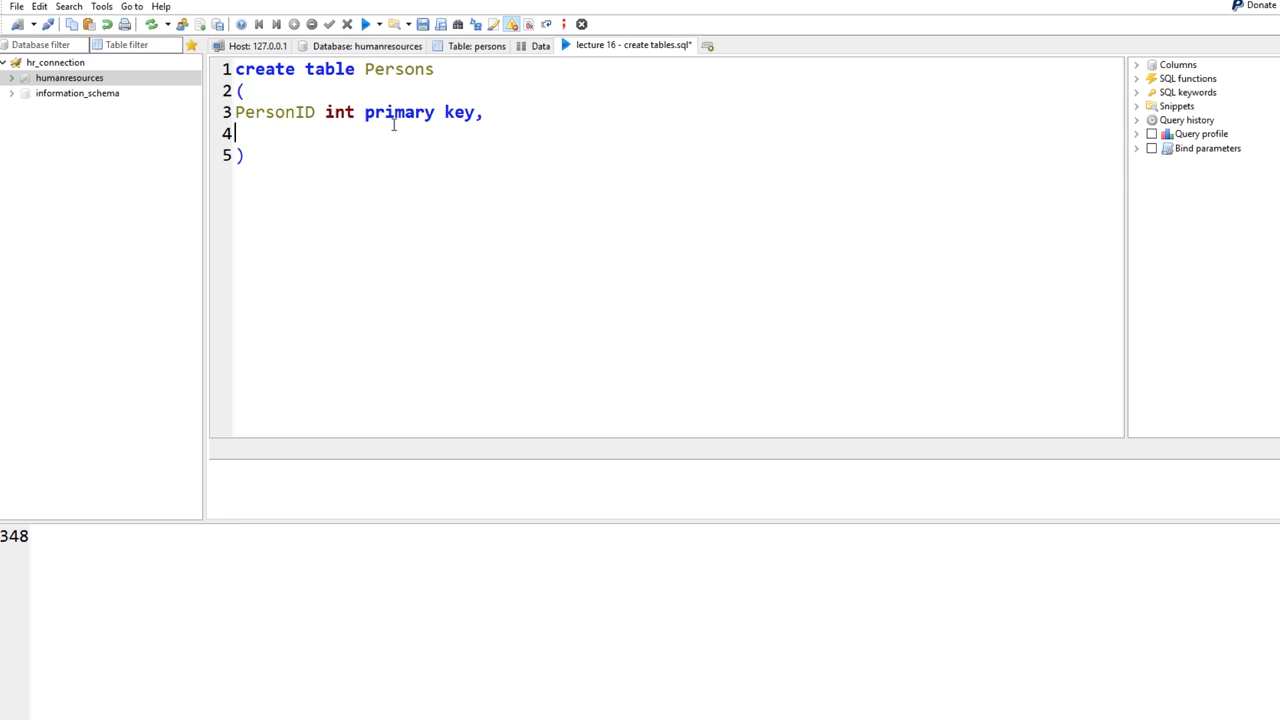 File Edit Search Tools Go to Help
Donate
Database filter Table filter
Host: 127.0.0.1 Database: humanresources Table: persons Data lecture 16 - create tables.sql*
hr_connection
humanresources
information_schema
1 create table Persons
2 (
3 PersonID int primary key,
4
5 )
Columns
SQL functions
SQL keywords
Snippets
Query history
Query profile
Bind parameters
348